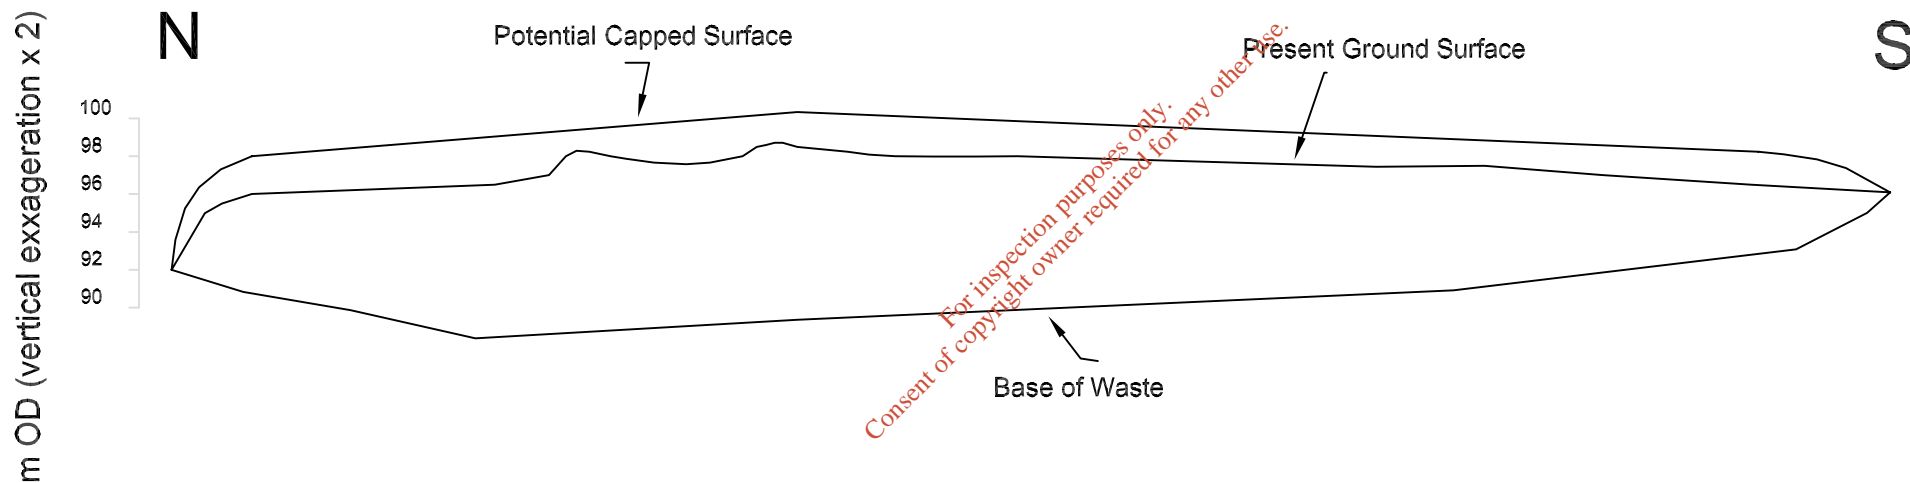 N
Potential Capped Surface
Present Ground Surface
S
m OD (vertical exxageration x 2)
100
98
96
94
92
90
Base of Waste
For inspection purposes only.
Consent of copyright owner required for any other use.